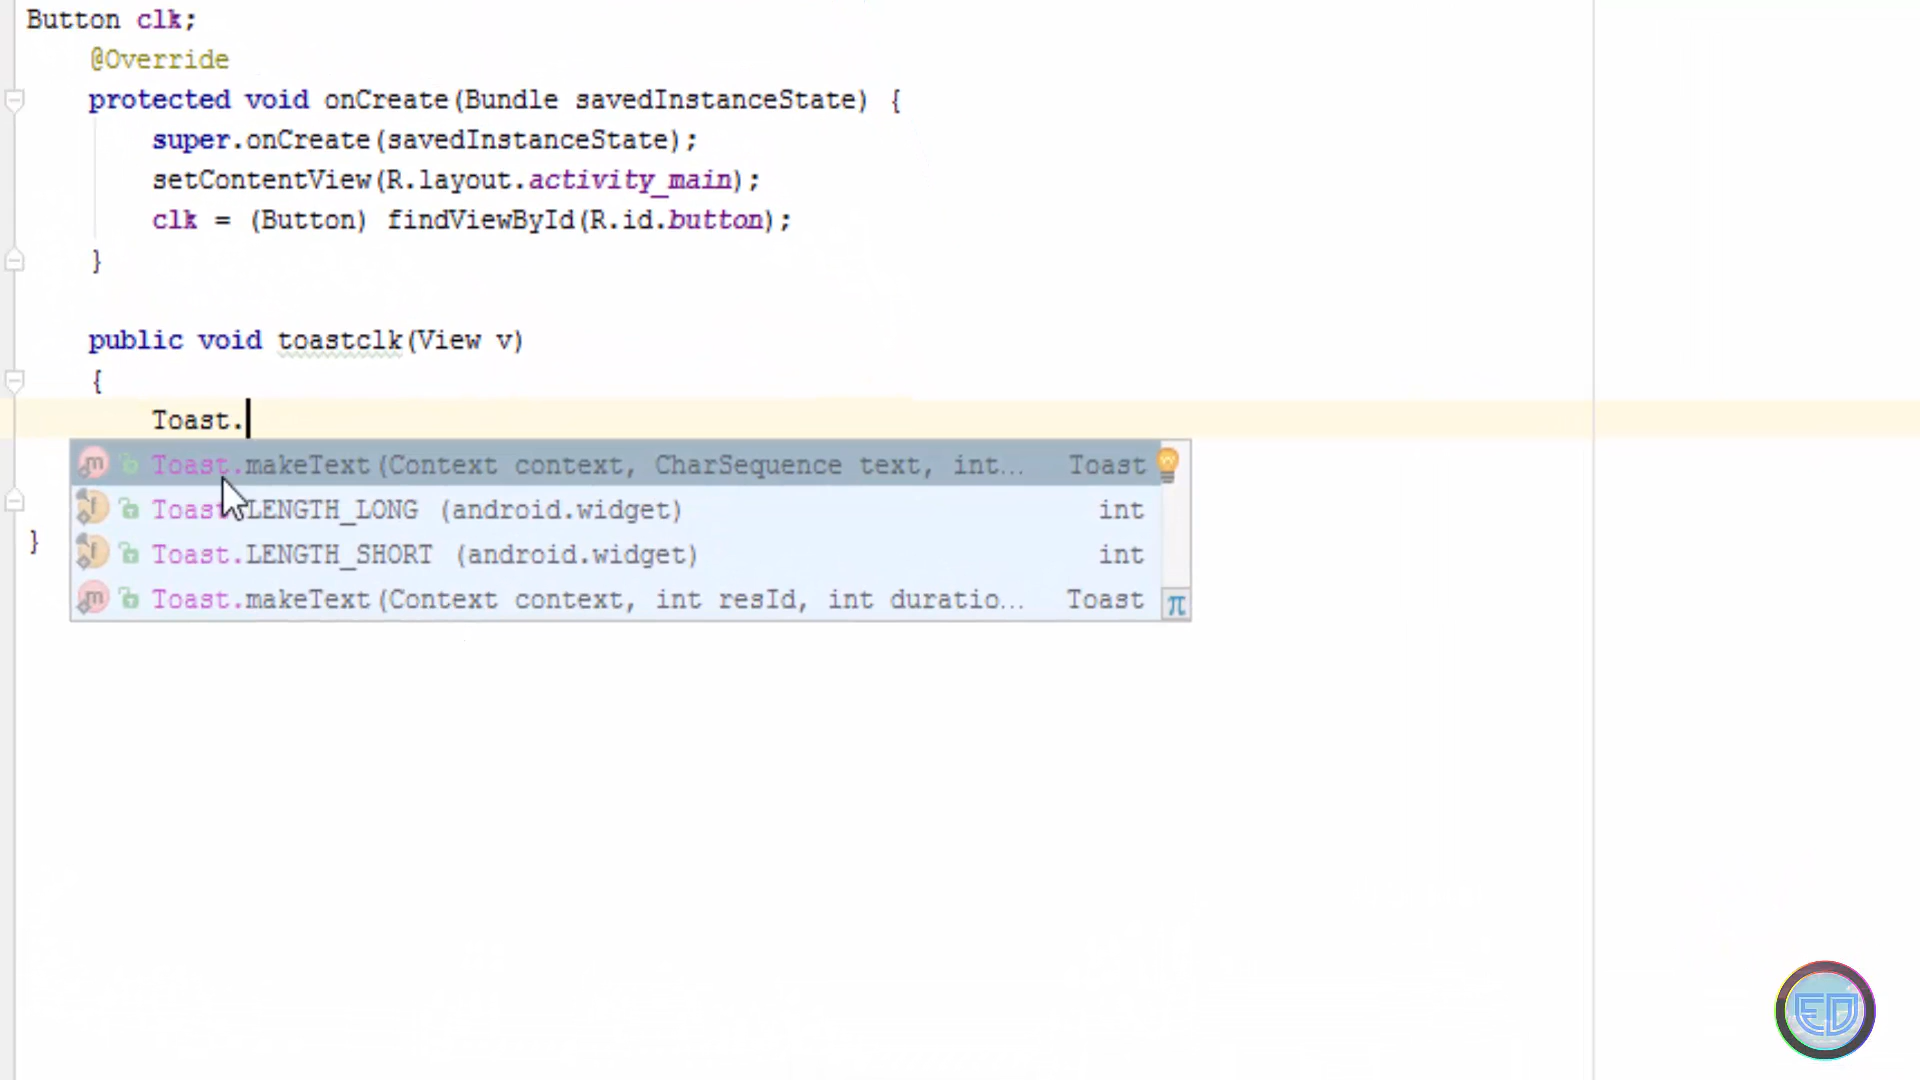 Button clk;
@Override
protected void onCreate(Bundle savedInstanceState) {
super.onCreate(savedInstanceState);
setContentView(R.layout.activity_main);
clk = (Button) findViewById(R.id.button);
}
public void toastclk(View v)
{
Toast.
Toast.makeText(Context context, CharSequence text, int... Toast
Toast.LENGTH_LONG (android.widget) int
Toast.LENGTH_SHORT (android.widget) int
Toast.makeText(Context context, int resId, int duratio... Toast
π
}
ED